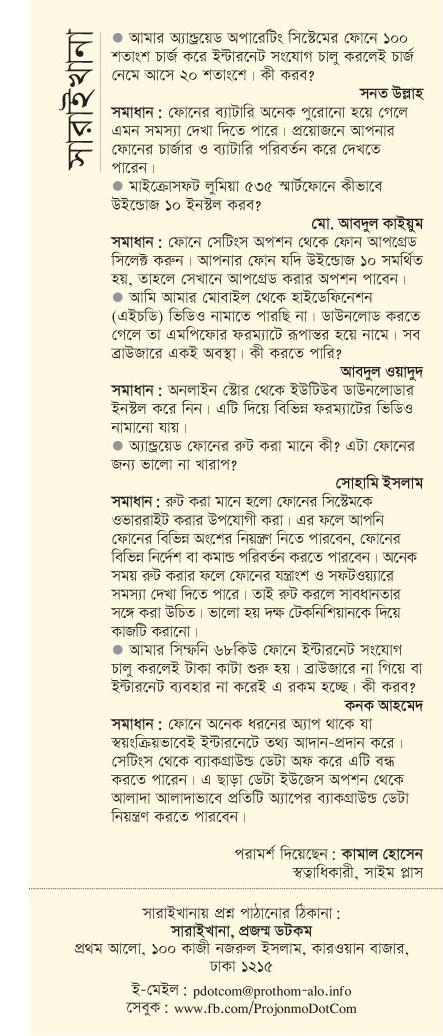 সারাইখানা
● আমার অ্যান্ড্রয়েড অপারেটিং সিস্টেমের ফোনে ১০০
শতাংশ চার্জ করে ইন্টারনেট সংযোগ চালু করলেই চার্জ
নেমে আসে ২০ শতাংশে। কী করব?
সনত উল্লাহ
সমাধান : ফোনের ব্যাটারি অনেক পুরোনো হয়ে গেলে
এমন সমস্যা দেখা দিতে পারে। প্রয়োজনে আপনার
ফোনের চার্জার ও ব্যাটারি পরিবর্তন করে দেখতে
পারেন।
● মাইক্রোসফট লুমিয়া ৫৩৫ স্মার্টফোনে কীভাবে
উইন্ডোজ ১০ ইনস্টল করব?
মো. আবদুল কাইয়ুম
সমাধান : ফোনে সেটিংস অপশন থেকে ফোন আপগ্রেড
সিলেক্ট করুন। আপনার ফোন যদি উইন্ডোজ ১০ সমর্থিত
হয়, তাহলে সেখানে আপগ্রেড করার অপশন পাবেন।
● আমি আমার মোবাইল থেকে হাইডেফিনেশন
(এইচডি) ভিডিও নামাতে পারছি না। ডাউনলোড করতে
গেলে তা এমপিফোর ফরম্যাটে রূপান্তর হয়ে নামে। সব
ব্রাউজারে একই অবস্থা। কী করতে পারি?
আবদুল ওয়াদুদ
সমাধান : অনলাইন স্টোর থেকে ইউটিউব ডাউনলোডার
ইনস্টল করে নিন। এটি দিয়ে বিভিন্ন ফরম্যাটের ভিডিও
নামানো যায়।
● অ্যান্ড্রয়েড ফোনের রুট করা মানে কী? এটা ফোনের
জন্য ভালো না খারাপ?
সোহামি ইসলাম
সমাধান : রুট করা মানে হলো ফোনের সিস্টেমকে
ওভাররাইট করার উপযোগী করা। এর ফলে আপনি
ফোনের বিভিন্ন অংশের নিয়ন্ত্রণ নিতে পারবেন, ফোনের
বিভিন্ন নির্দেশ বা কমান্ড পরিবর্তন করতে পারবেন। অনেক
সময় রুট করার ফলে ফোনের যন্ত্রাংশ ও সফটওয়্যারে
সমস্যা দেখা দিতে পারে। তাই রুট করলে সাবধানতার
সঙ্গে করা উচিত। ভালো হয় দক্ষ টেকনিশিয়ানকে দিয়ে
কাজটি করানো।
● আমার সিম্ফনি ৬৮কিউ ফোনে ইন্টারনেট সংযোগ
চালু করলেই টাকা কাটা শুরু হয়। ব্রাউজারে না গিয়ে বা
ইন্টারনেট ব্যবহার না করেই এ রকম হচ্ছে। কী করব?
কনক আহমেদ
সমাধান : ফোনে অনেক ধরনের অ্যাপ থাকে যা
স্বয়ংক্রিয়ভাবেই ইন্টারনেটে তথ্য আদান-প্রদান করে।
সেটিংস থেকে ব্যাকগ্রাউন্ড ডেটা অফ করে এটি বন্ধ
করতে পারেন। এ ছাড়া ডেটা ইউজেস অপশন থেকে
আলাদা আলাদাভাবে প্রতিটি অ্যাপের ব্যাকগ্রাউন্ড ডেটা
নিয়ন্ত্রণ করতে পারবেন।
পরামর্শ দিয়েছেন : কামাল হোসেন
স্বত্বাধিকারী, সাইম প্লাস
সারাইখানায় প্রশ্ন পাঠানোর ঠিকানা :
সারাইখানা, প্রজন্ম ডটকম
প্রথম আলো, ১০০ কাজী নজরুল ইসলাম, কারওয়ান বাজার,
ঢাকা ১২১৫
ই-মেইল : pdotcom@prothom-alo.info
সেবুক : www.fb.com/ProjonmoDotCom